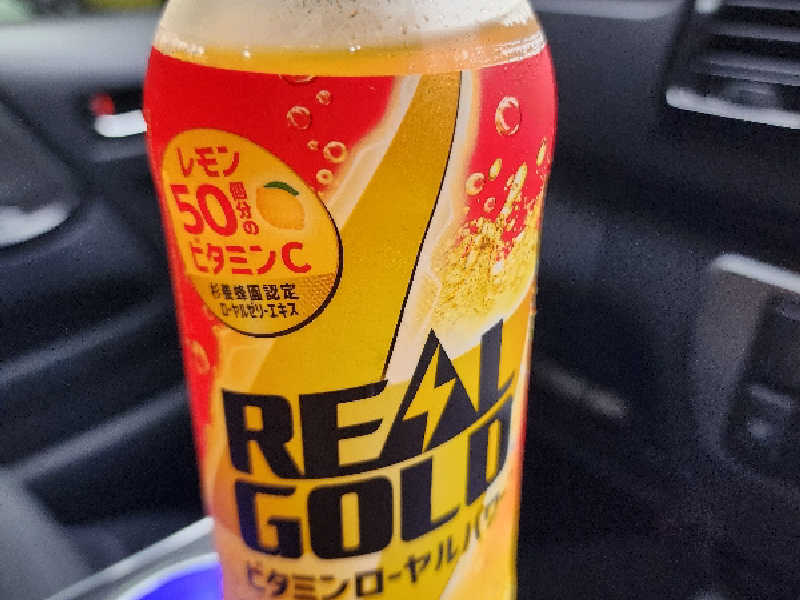 レモン
50個分の
ビタミンC
杉養蜂園認定
ローヤルゼリーエキス
REAL
GOLD
ビタミンローヤルパワー